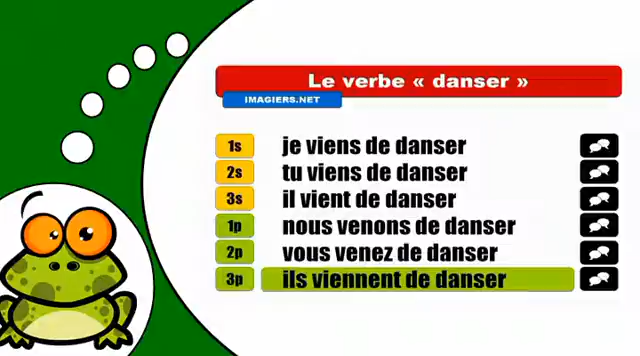 Le verbe « danser »
IMAGIERS.NET
1s je viens de danser
2s tu viens de danser
3s il vient de danser
1p nous venons de danser
2p vous venez de danser
3p ils viennent de danser